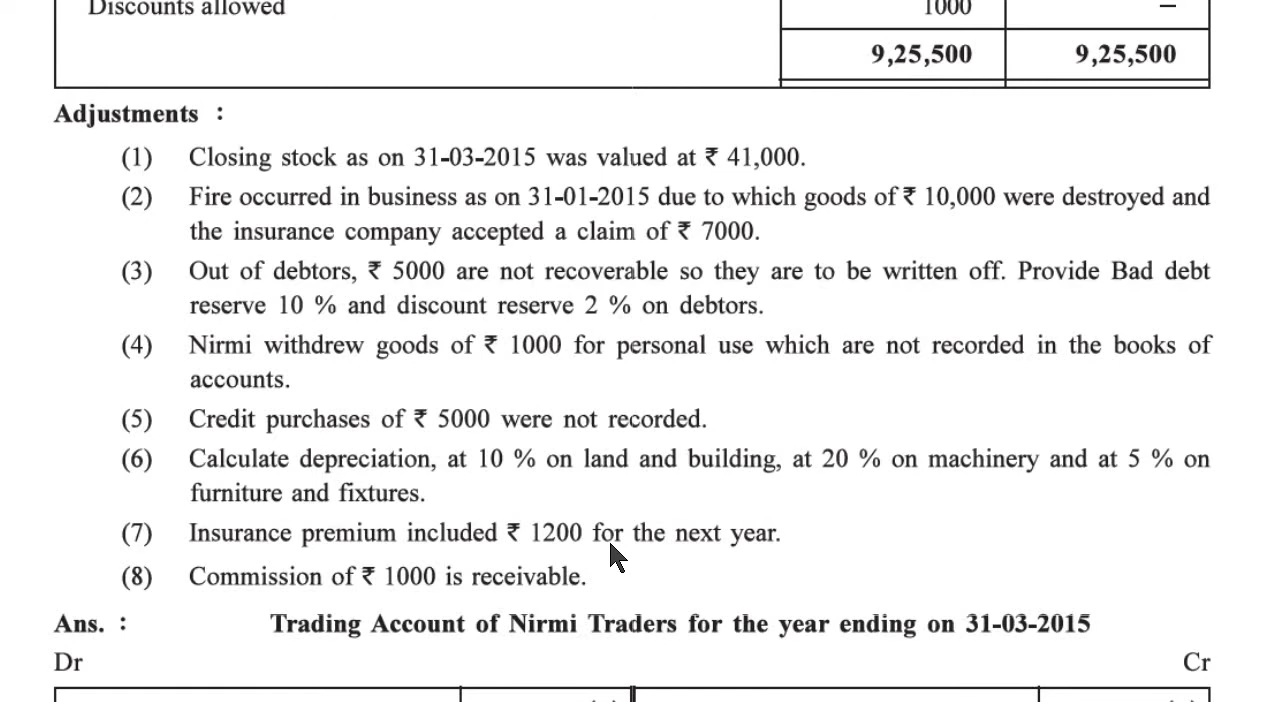 Discounts allowed 1000 –
9,25,500 9,25,500
Adjustments :
(1) Closing stock as on 31-03-2015 was valued at ₹ 41,000.
(2) Fire occurred in business as on 31-01-2015 due to which goods of ₹ 10,000 were destroyed and
the insurance company accepted a claim of ₹ 7000.
(3) Out of debtors, ₹ 5000 are not recoverable so they are to be written off. Provide Bad debt
reserve 10 % and discount reserve 2 % on debtors.
(4) Nirmi withdrew goods of ₹ 1000 for personal use which are not recorded in the books of
accounts.
(5) Credit purchases of ₹ 5000 were not recorded.
(6) Calculate depreciation, at 10 % on land and building, at 20 % on machinery and at 5 % on
furniture and fixtures.
(7) Insurance premium included ₹ 1200 for the next year.
(8) Commission of ₹ 1000 is receivable.
Ans. : Trading Account of Nirmi Traders for the year ending on 31-03-2015
Dr Cr